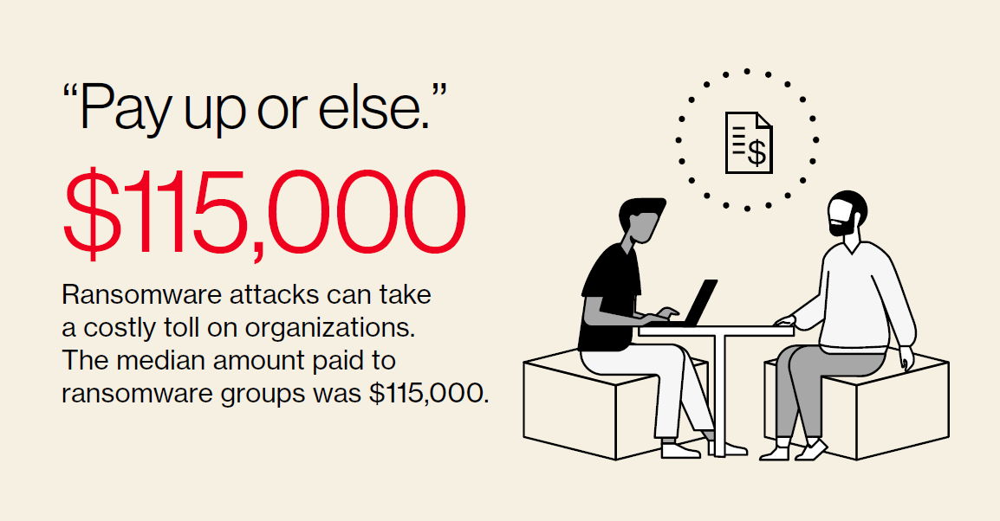 “Pay up or else.”
$115,000
Ransomware attacks can take
a costly toll on organizations.
The median amount paid to
ransomware groups was $115,000.
$